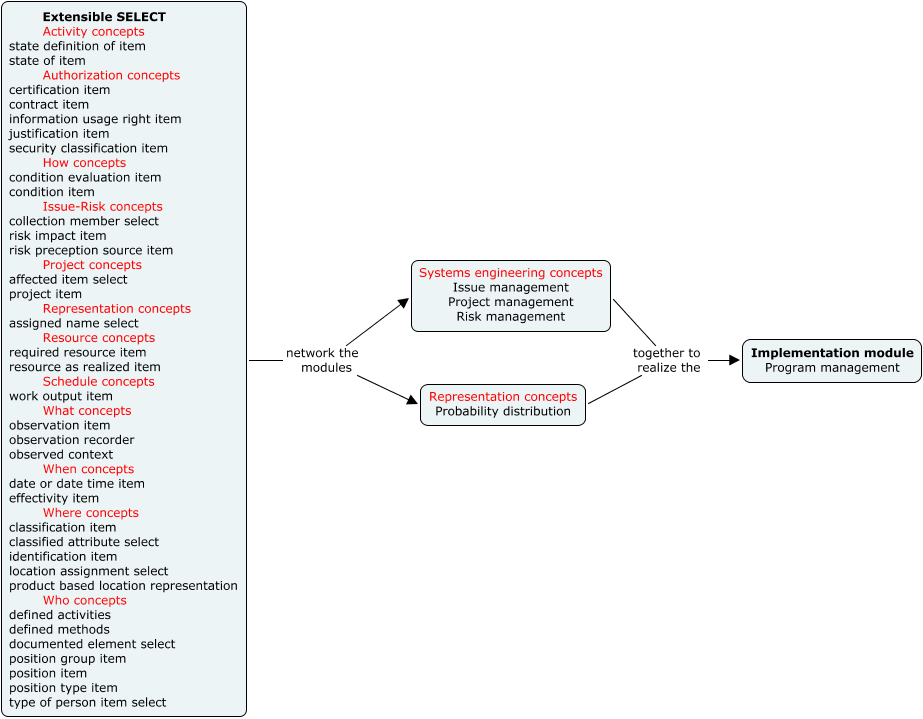 Extensible SELECT
Activity concepts
state definition of item
state of item
Authorization concepts
certification item
contract item
information usage right item
justification item
security classification item
How concepts
condition evaluation item
condition item
Issue-Risk concepts
collection member select
risk impact item
risk preception source item
Project concepts
affected item select
project item
Representation concepts
assigned name select
Resource concepts
required resource item
resource as realized item
Schedule concepts
work output item
What concepts
observation item
observation recorder
observed context
When concepts
date or date time item
effectivity item
Where concepts
classification item
classified attribute select
identification item
location assignment select
product based location representation
Who concepts
defined activities
defined methods
documented element select
position group item
position item
position type item
type of person item select
network the
modules
Systems engineering concepts
Issue management
Project management
Risk management
Representation concepts
Probability distribution
together to
realize the
Implementation module
Program management